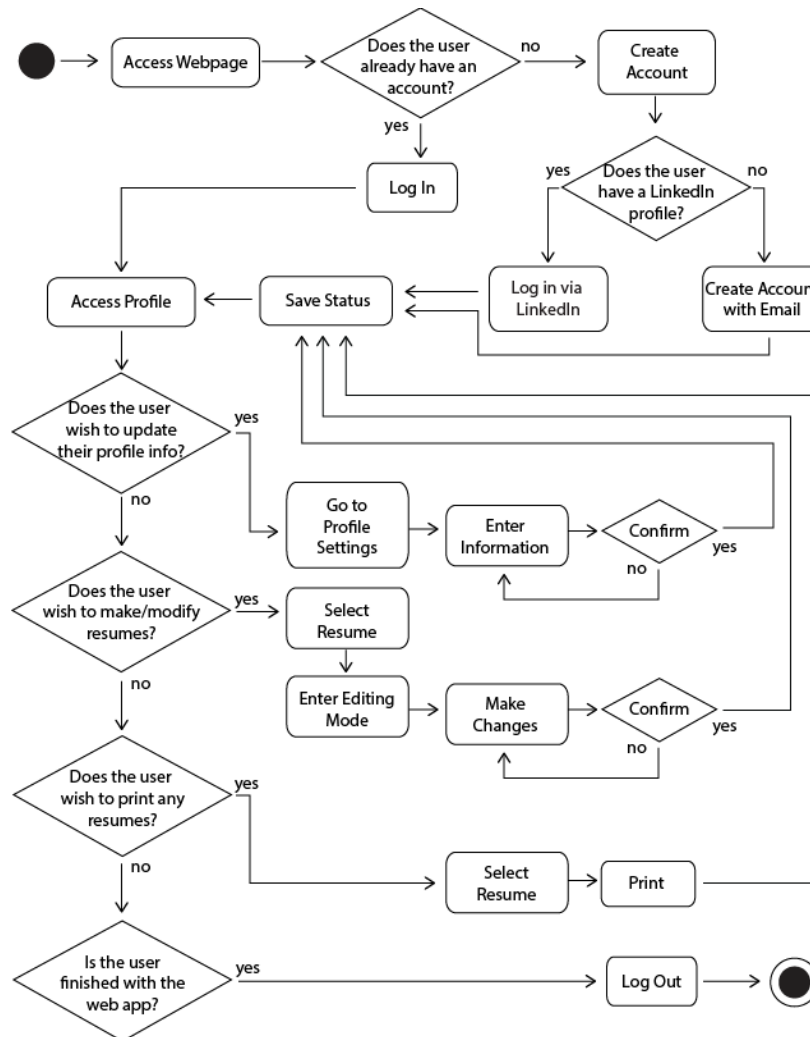 Access Webpage
Does the user
already have an
account?
no
Create
Account
yes
Log In
yes
Does the user
have a LinkedIn
profile?
no
Access Profile
Save Status
Log in via
LinkedIn
Create Accoun
with Email
Does the user
wish to update
their profile info?
yes
no
Go to
Profile
Settings
Enter
Information
Confirm
yes
no
Does the user
wish to make/modify
resumes?
yes
no
Select
Resume
Enter Editing
Mode
Make
Changes
Confirm
yes
no
Does the user
wish to print any
resumes?
yes
no
Select
Resume
Print
Is the user
finished with the
web app?
yes
Log Out